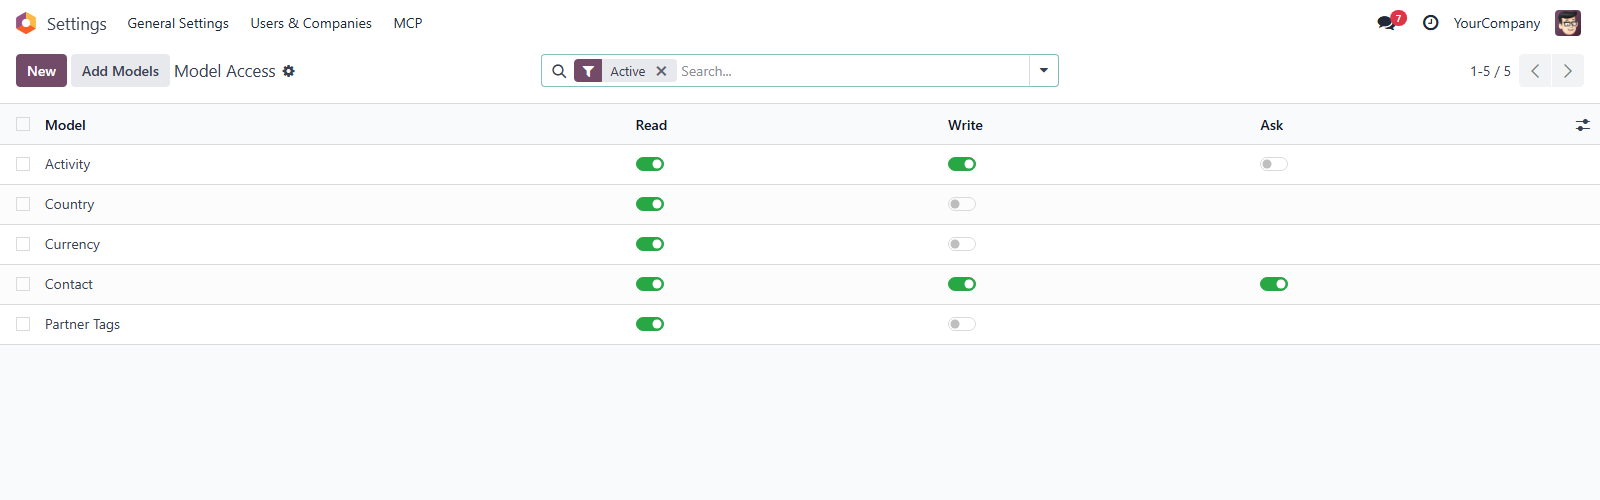 Settings General Settings Users & Companies MCP 7 YourCompany
New Add Models Model Access Active Search... 1-5 / 5
Model Read Write Ask
Activity
Country
Currency
Contact
Partner Tags